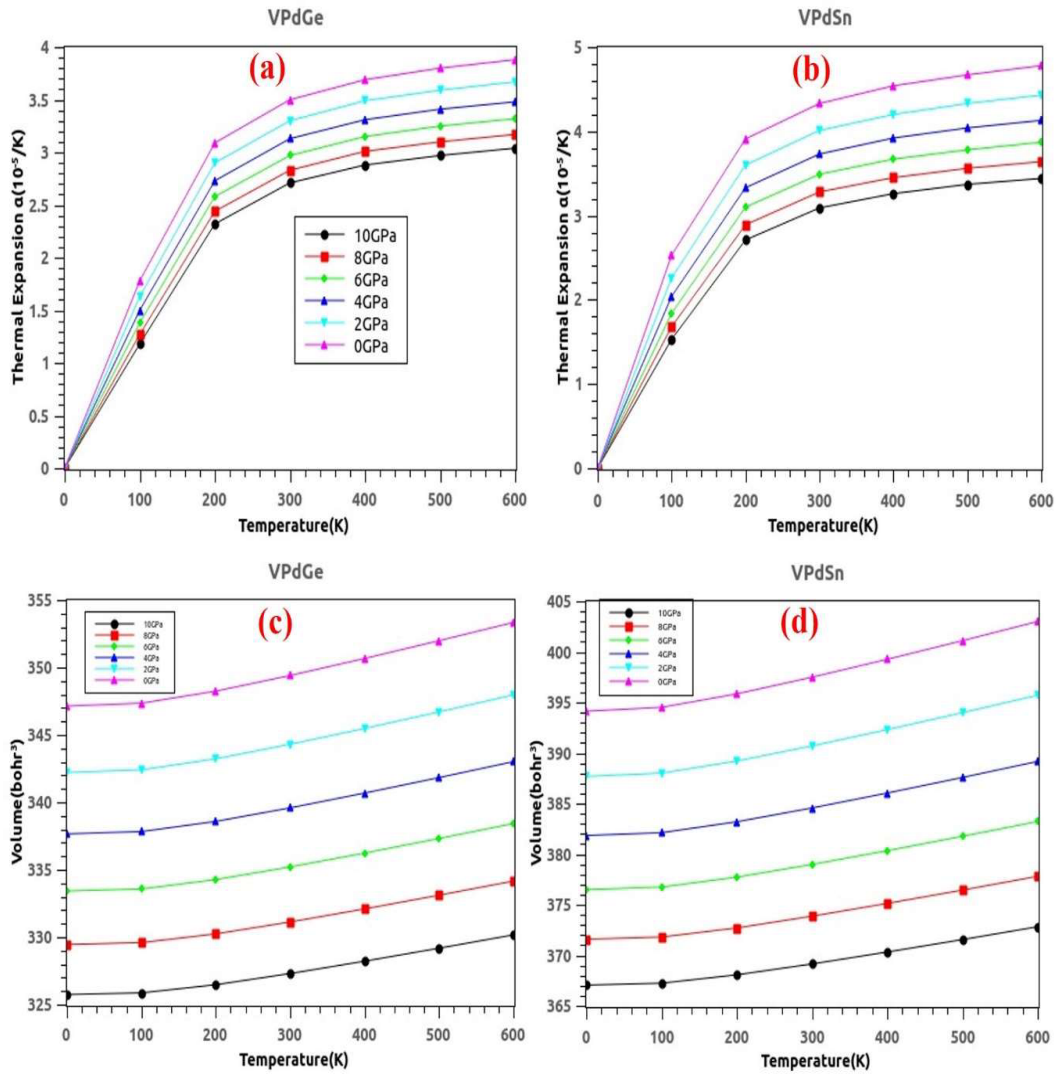 VPdGe
(a)
Thermal Expansion α(10⁻⁵ /K)
4
3.5
3
2.5
2
1.5
1
0.5
0
10GPa
8GPa
6GPa
4GPa
2GPa
0GPa
0 100 200 300 400 500 600
Temperature(K)
VPdSn
(b)
Thermal Expansion α(10⁻⁵ /K)
5
4
3
2
1
0
0 100 200 300 400 500 600
Temperature(K)
VPdGe
(c)
Volume(bohr³)
355
350
345
340
335
330
325
10GPa
8GPa
6GPa
4GPa
2GPa
0GPa
0 100 200 300 400 500 600
Temperature(K)
VPdSn
(d)
Volume(bohr³)
405
400
395
390
385
380
375
370
365
10GPa
8GPa
6GPa
4GPa
2GPa
0GPa
0 100 200 300 400 500 600
Temperature(K)